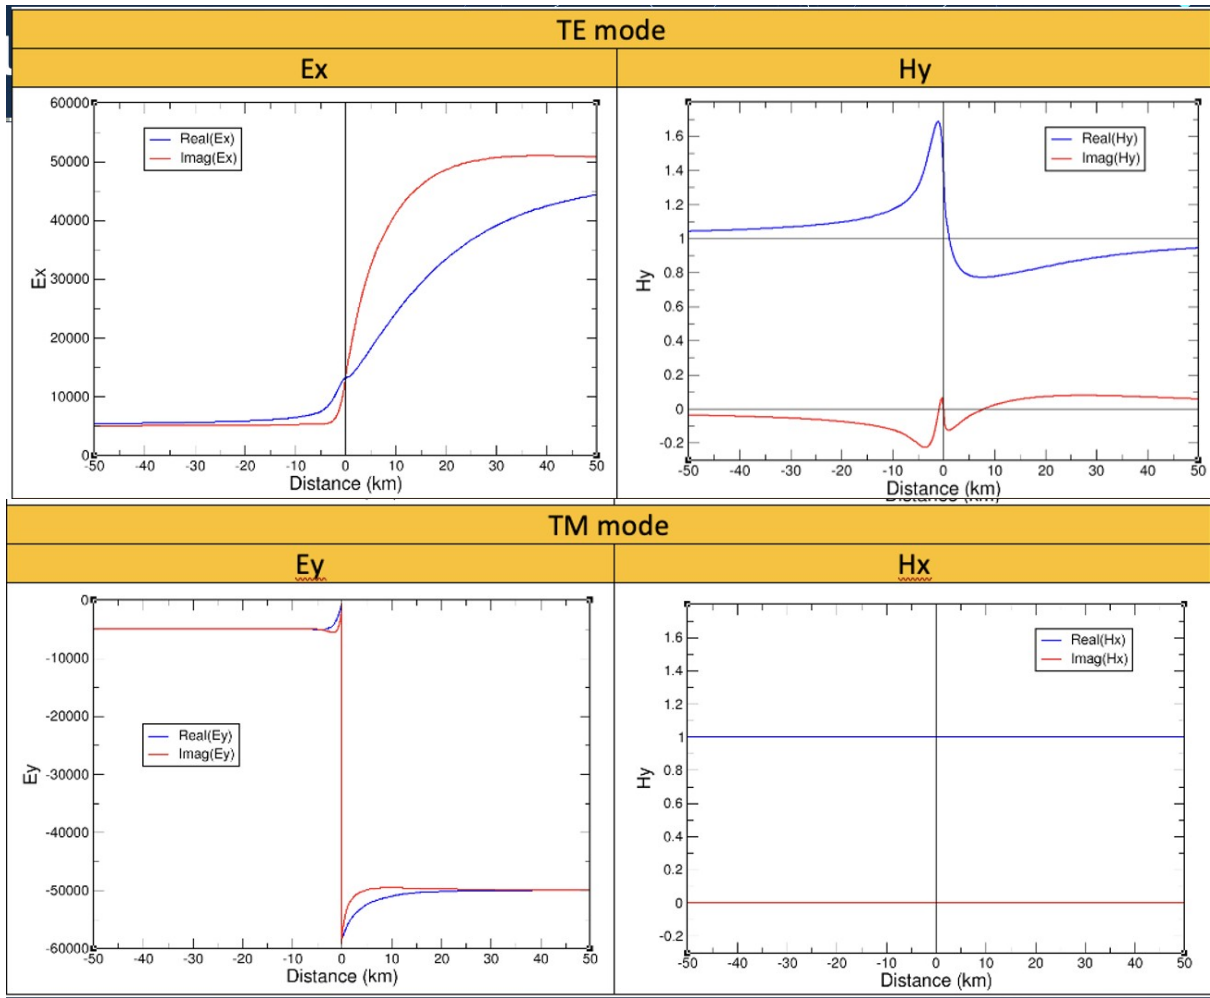 TE mode
Ex Hy
60000
50000
40000
30000
20000
10000
0
Ex
Real(Ex)
Imag(Ex)
-50 -40 -30 -20 -10 0 10 20 30 40 50
Distance (km)
1.6
1.4
1.2
1
0.8
0.6
0.4
0.2
0
-0.2
Hy
Real(Hy)
Imag(Hy)
-50 -40 -30 -20 -10 0 10 20 30 40 50
Distance (km)
TM mode
Ey Hx
0
-10000
-20000
-30000
-40000
-50000
-60000
Ey
Real(Ey)
Imag(Ey)
-50 -40 -30 -20 -10 0 10 20 30 40 50
Distance (km)
1.6
1.4
1.2
1
0.8
0.6
0.4
0.2
0
-0.2
Hy
Real(Hx)
Imag(Hx)
-50 -40 -30 -20 -10 0 10 20 30 40 50
Distance (km)